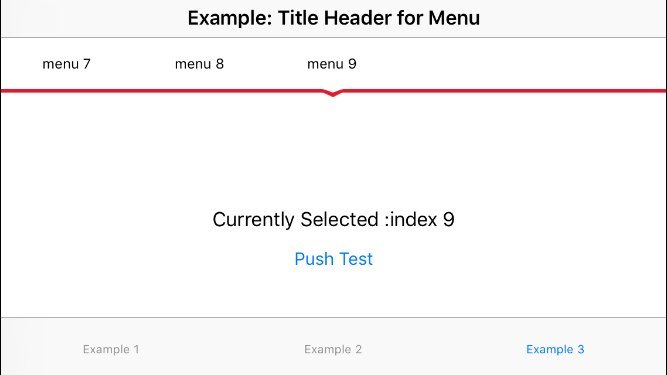 Example: Title Header for Menu
menu 7 menu 8 menu 9
Currently Selected :index 9
Push Test
Example 1 Example 2 Example 3